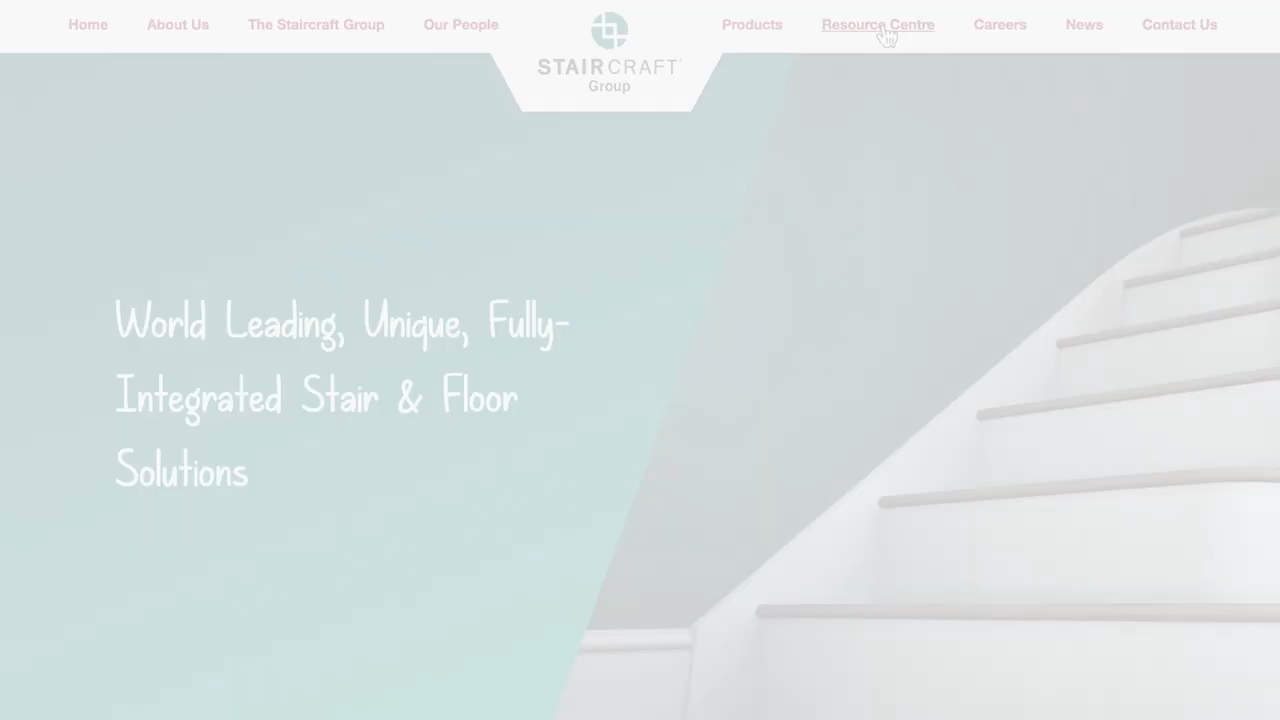 Home About Us The Staircraft Group Our People Products Resource Centre Careers News Contact Us
STAIRCRAFT
Group
World Leading, Unique, Fully-
Integrated Stair & Floor
Solutions